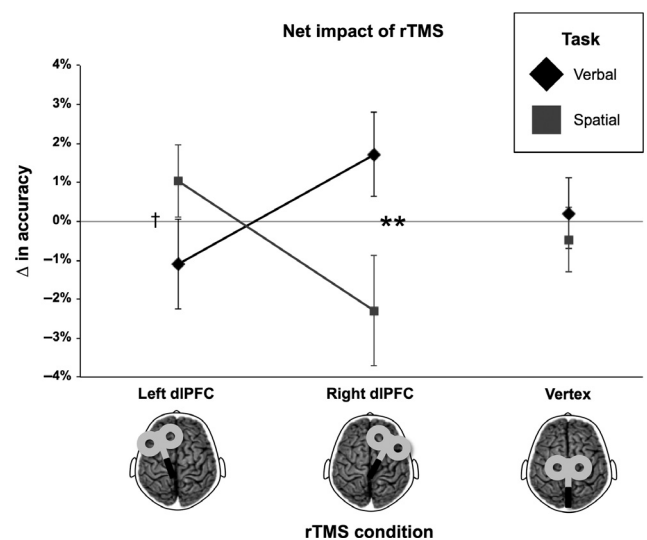 Net impact of rTMS
Task
Verbal
Spatial
Δ in accuracy
4%
3%
2%
1%
0%
–1%
–2%
–3%
–4%
†
**
Left dlPFC
Right dlPFC
Vertex
rTMS condition